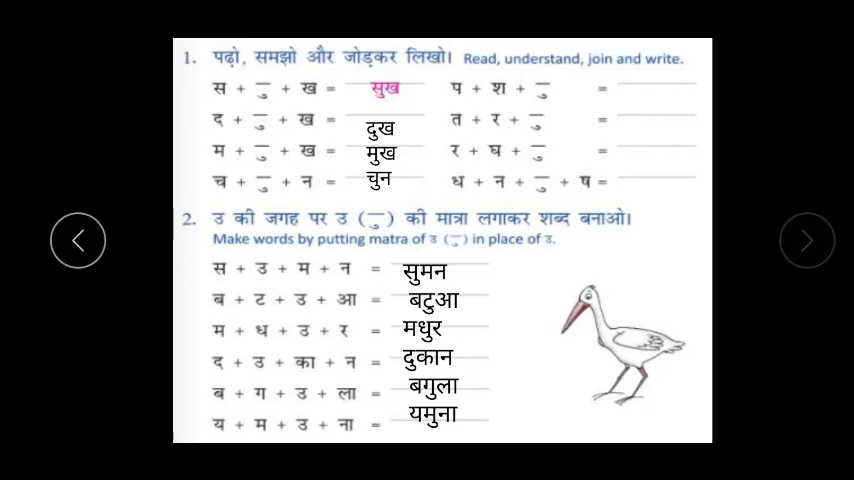 1. पढ़ो, समझो और जोड़कर लिखो। Read, understand, join and write.
स + ु + ख = सुख प + श + ु =
द + ु + ख = दुख त + र + ु =
म + ु + ख = मुख र + घ + ु =
च + ु + न = चुन ध + न + ु + ष =
2. उ की जगह पर उ (ु) की मात्रा लगाकर शब्द बनाओ।
Make words by putting matra of उ (ु) in place of उ.
स + उ + म + न = सुमन
ब + ट + उ + आ = बटुआ
म + ध + उ + र = मधुर
द + उ + का + न = दुकान
ब + ग + उ + ला = बगुला
य + म + उ + ना = यमुना